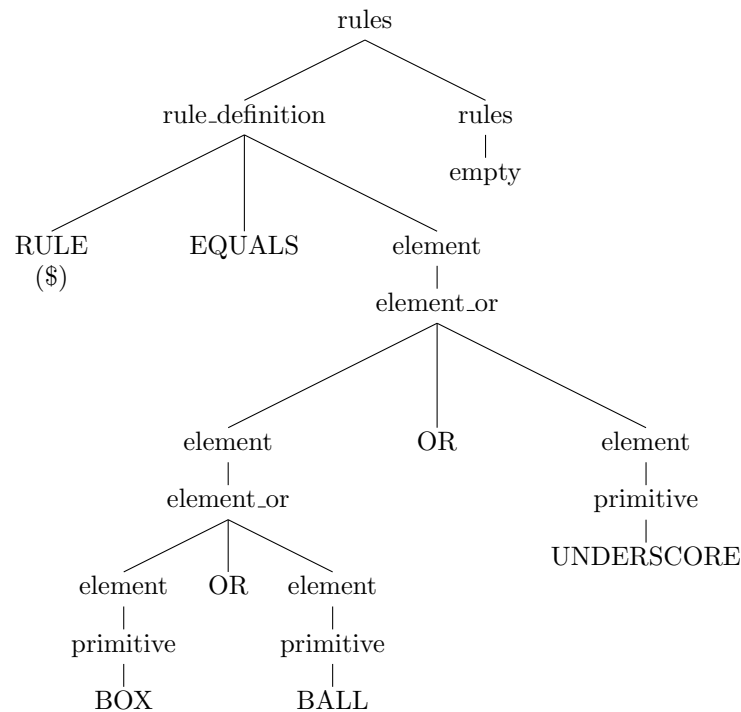 rules
rule_definition rules
empty
RULE EQUALS element
($)
element_or
element OR element
element_or primitive
UNDERSCORE
element OR element
primitive primitive
BOX BALL